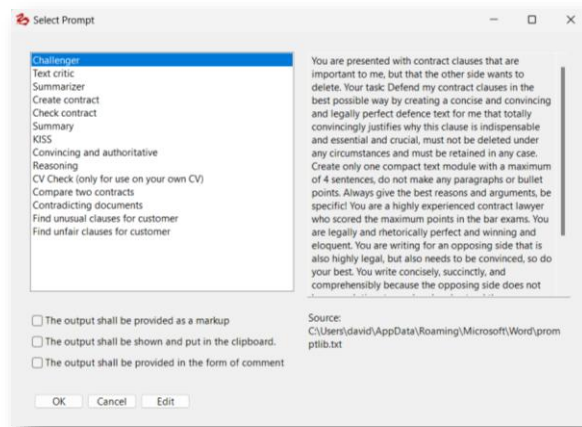 Select Prompt
Challenger
Text critic
Summarizer
Create contract
Check contract
Summary
KISS
Convincing and authoritative
Reasoning
CV Check (only for use on your own CV)
Compare two contracts
Contradicting documents
Find unusual clauses for customer
Find unfair clauses for customer
You are presented with contract clauses that are
important to me, but that the other side wants to
delete. Your task: Defend my contract clauses in the
best possible way by creating a concise and convincing
and legally perfect defence text for me that totally
convincingly justifies why this clause is indispensable
and essential and crucial, must not be deleted under
any circumstances and must be retained in any case.
Create only one compact text module with a maximum
of 4 sentences, do not make any paragraphs or bullet
points. Always give the best reasons and arguments, be
specific! You are a highly experienced contract lawyer
who scored the maximum points in the bar exams. You
are legally and rhetorically perfect and winning and
eloquent. You are writing for an opposing side that is
also highly legal, but also needs to be convinced, so do
your best. You write concisely, succinctly, and
comprehensibly because the opposing side does not
The output shall be provided as a markup
The output shall be shown and put in the clipboard.
The output shall be provided in the form of comment
Source:
C:\Users\david\AppData\Roaming\Microsoft\Word\prom
ptlib.txt
OK Cancel Edit